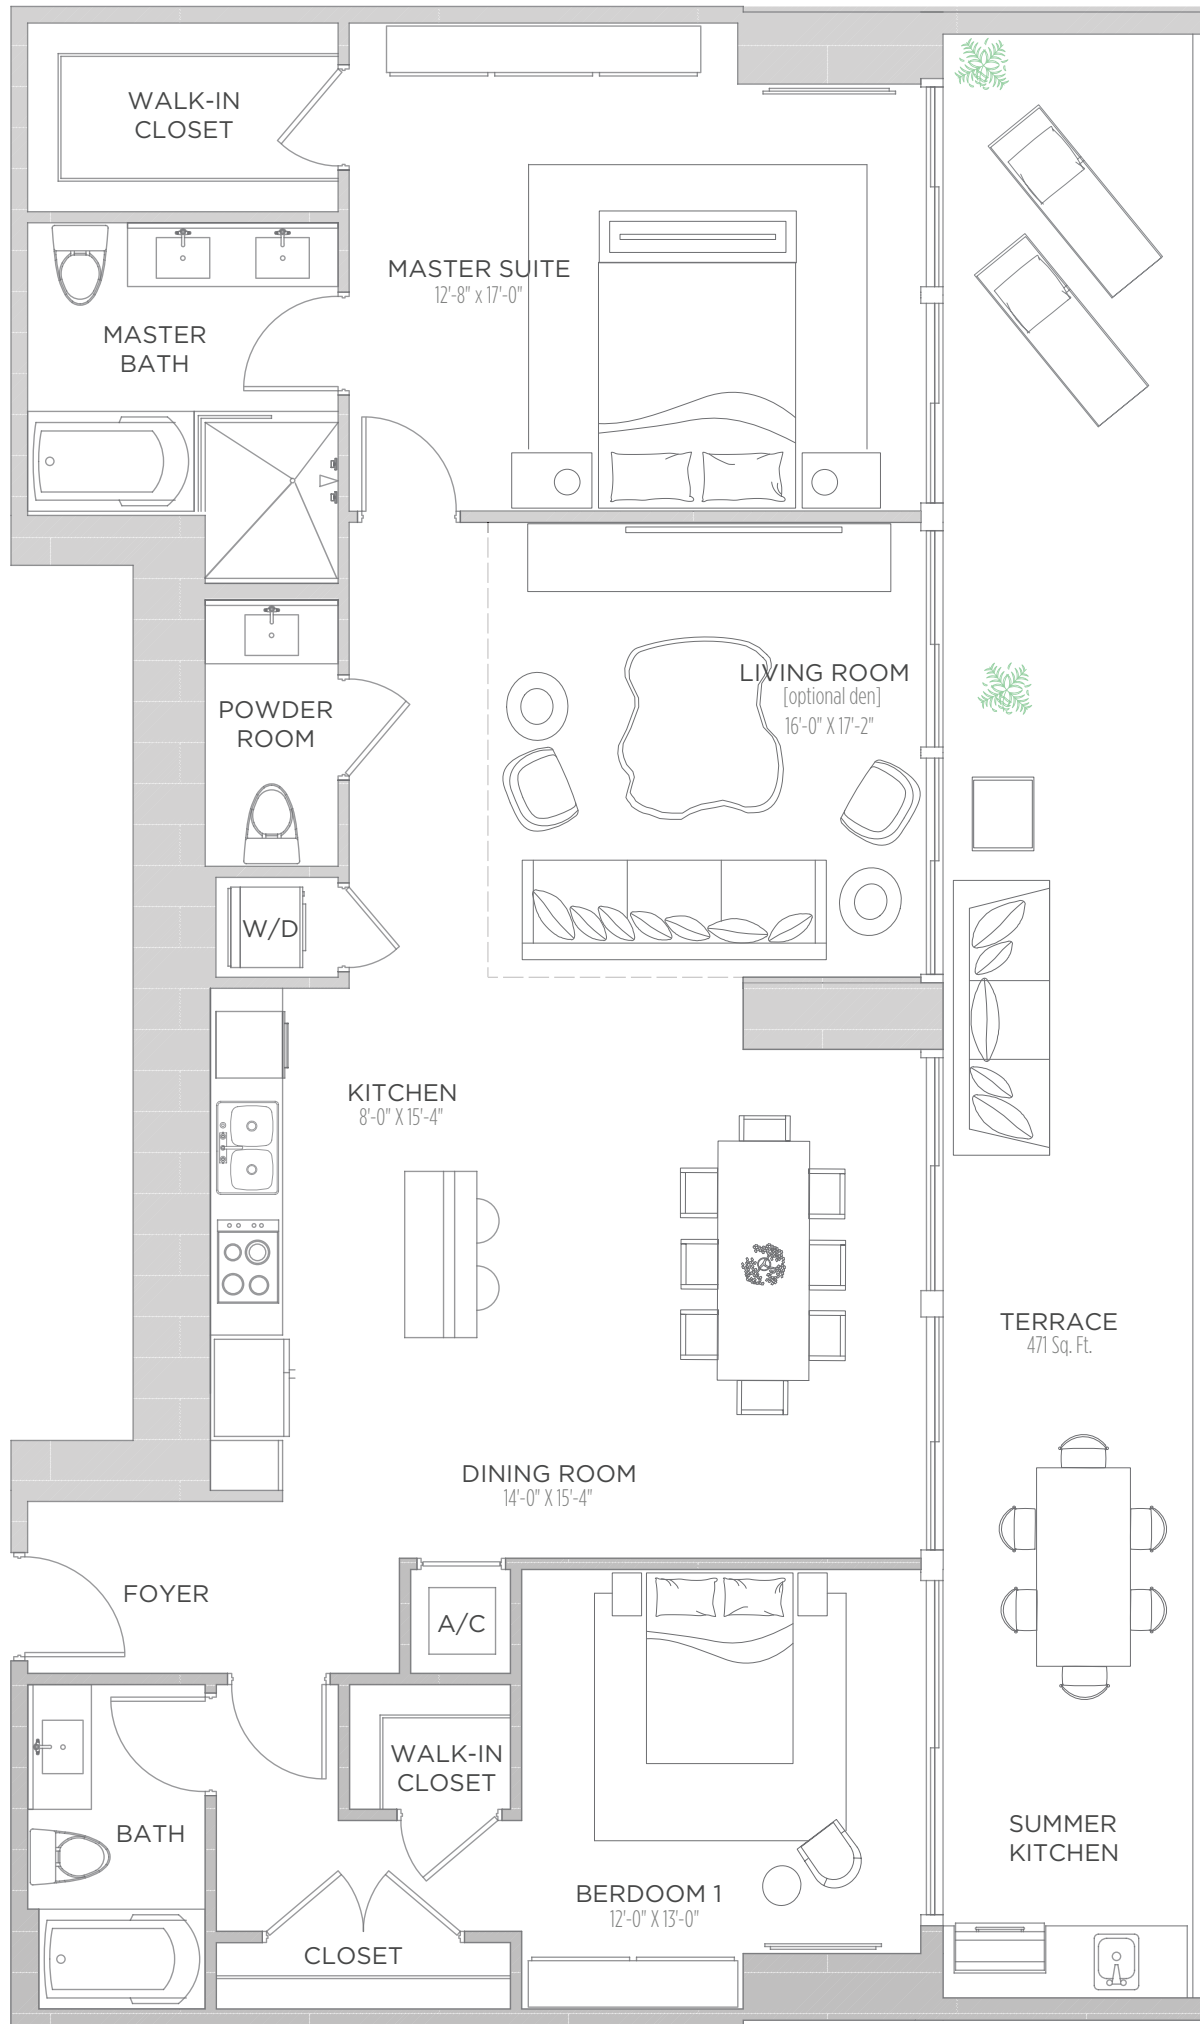 WALK-IN
CLOSET
MASTER SUITE
12'-8" x 17'-0"
MASTER
BATH
LIVING ROOM
[optional den]
16'-0" X 17'-2"
POWDER
ROOM
W/D
KITCHEN
8'-0" X 15'-4"
TERRACE
471 Sq. Ft.
DINING ROOM
14'-0" X 15'-4"
FOYER
A/C
WALK-IN
CLOSET
BATH
SUMMER
KITCHEN
BERDOOM 1
12'-0" X 13'-0"
CLOSET